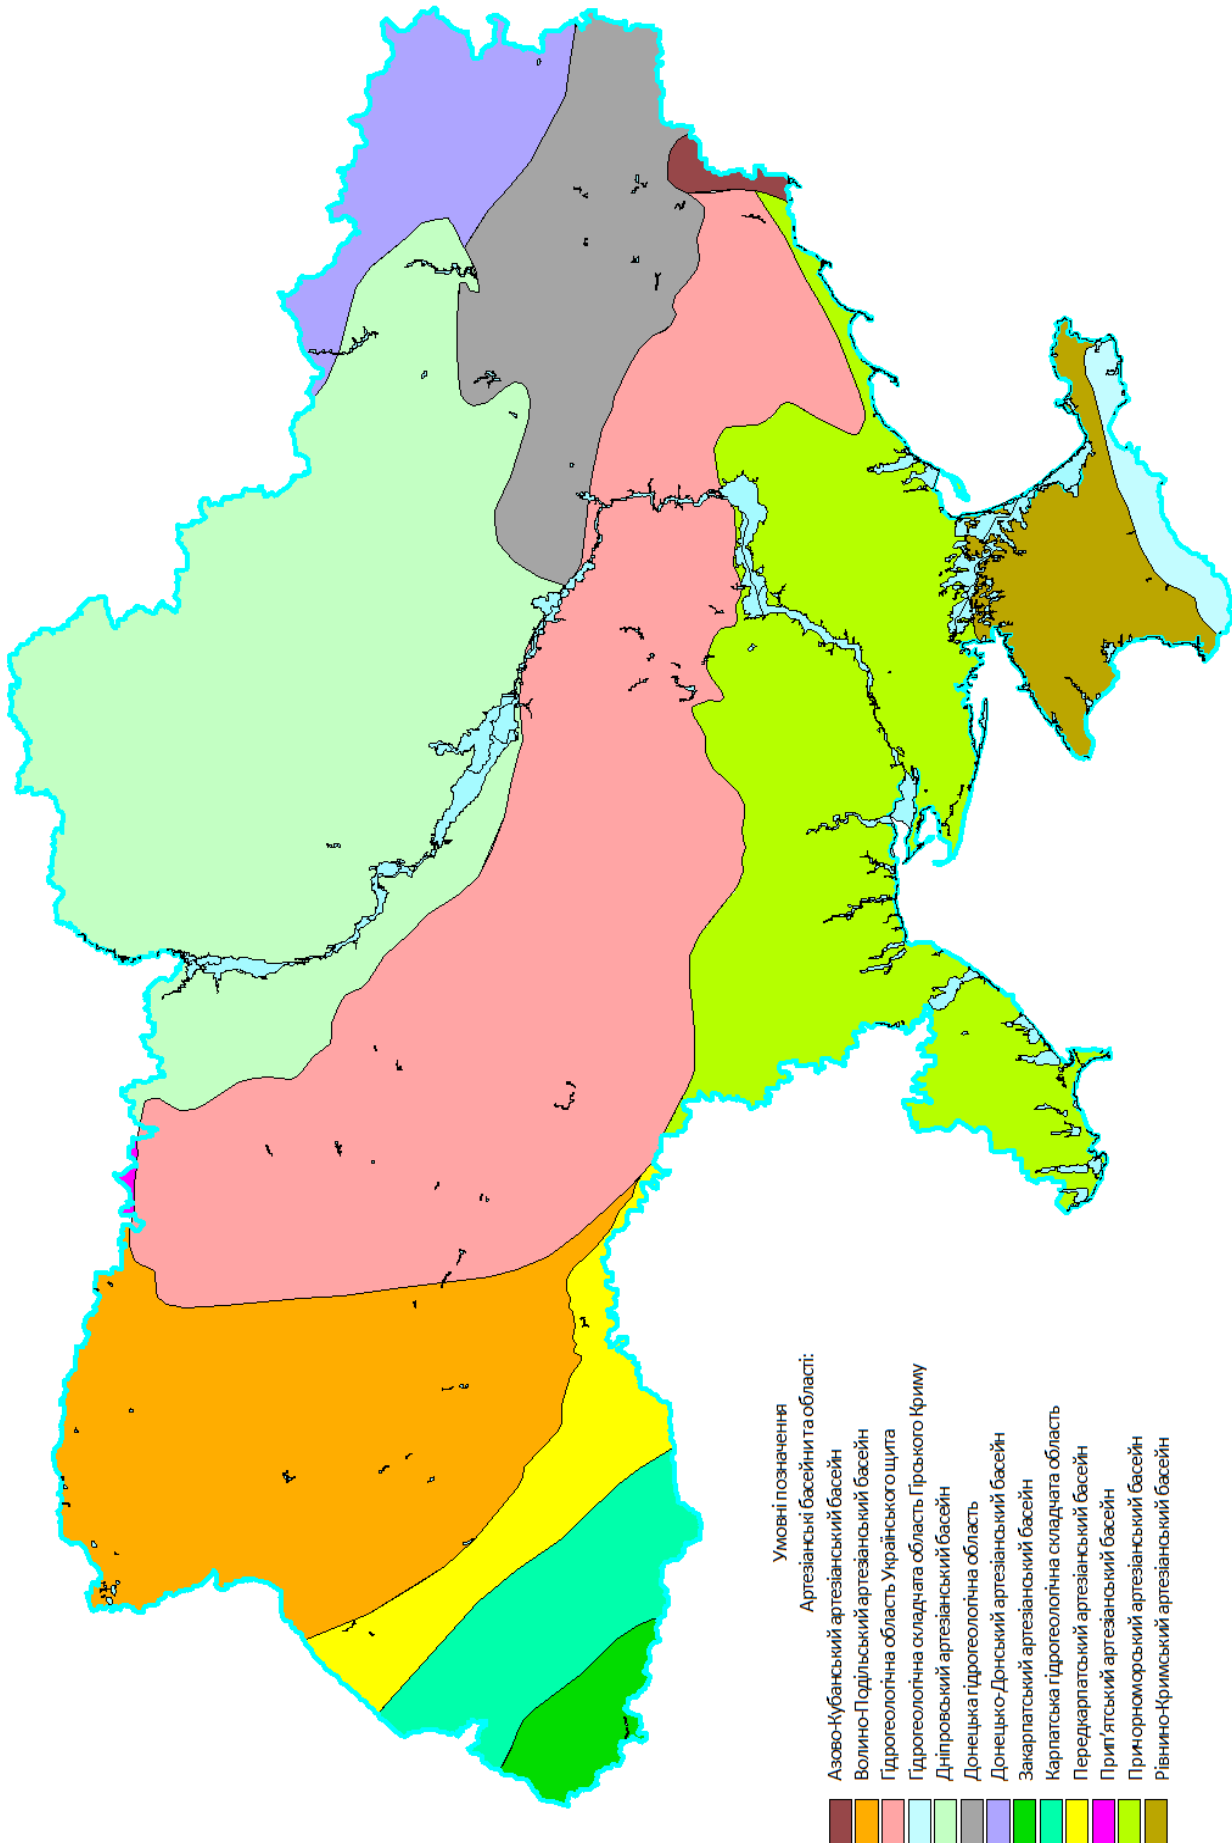 Умовні позначення
Артезіанські басейни та області:
Азово-Кубанський артезіанський басейн
Волино-Подільський артезіанський басейн
Гідрогеологічна область Українського щита
Гідрогеологічна складчата область Гірського Криму
Дніпровський артезіанський басейн
Донецька гідрогеологічна область
Донецько-Донський артезіанський басейн
Закарпатський артезіанський басейн
Карпатська гідрогеологічна складчата область
Передкарпатський артезіанський басейн
Прип'ятський артезіанський басейн
Причорноморський артезіанський басейн
Рівнино-Кримський артезіанський басейн